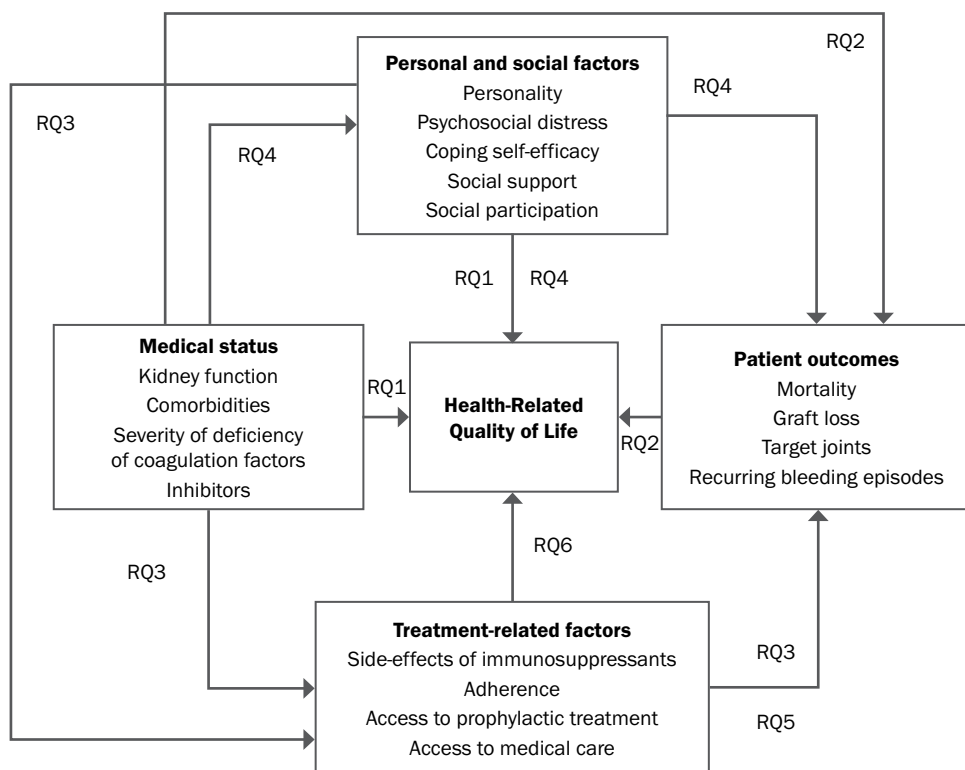 RQ2
Personal and social factors
Personality
Psychosocial distress
Coping self-efficacy
Social support
Social participation
RQ4
RQ3
RQ4
RQ1
RQ4
Medical status
Kidney function
Comorbidities
Severity of deficiency
of coagulation factors
Inhibitors
RQ1
Health-Related
Quality of Life
RQ2
Patient outcomes
Mortality
Graft loss
Target joints
Recurring bleeding episodes
RQ3
RQ6
Treatment-related factors
Side-effects of immunosuppressants
Adherence
Access to prophylactic treatment
Access to medical care
RQ3
RQ5